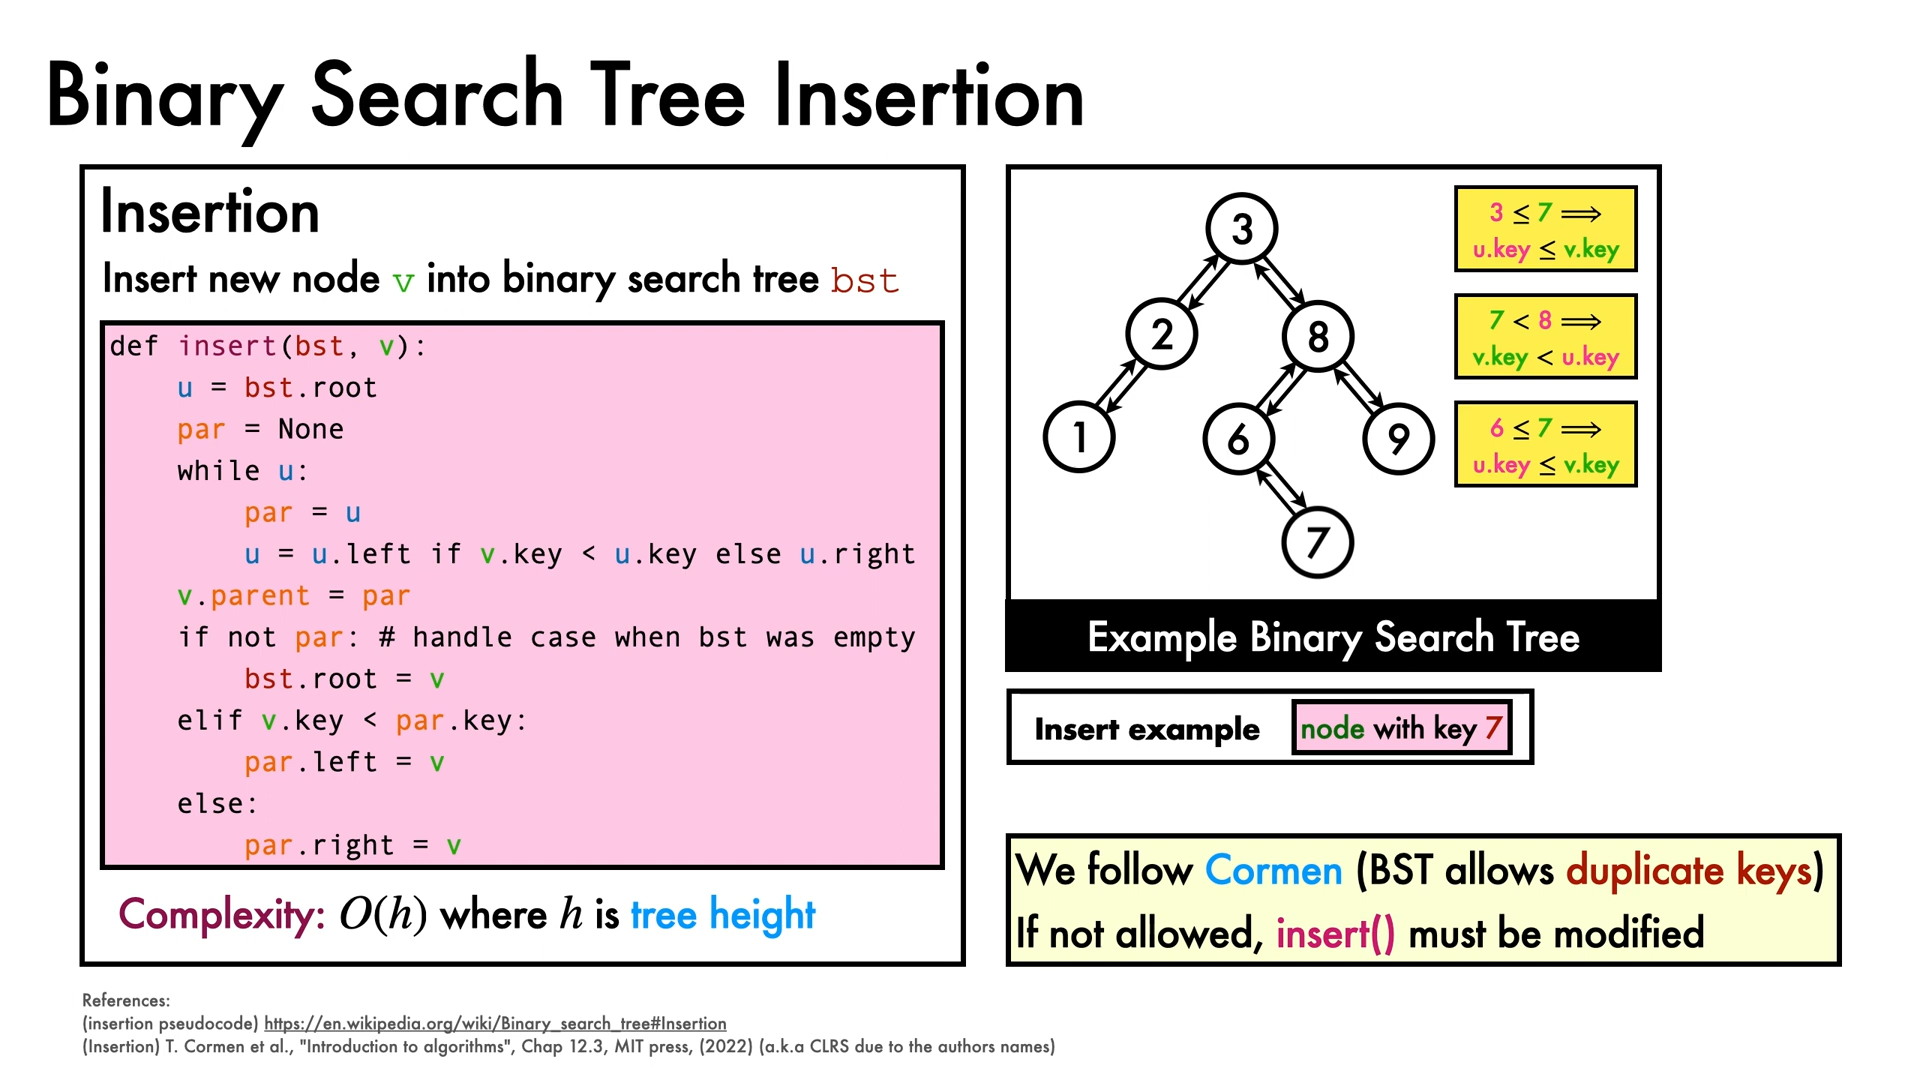 Binary Search Tree Insertion
Insertion
Insert new node v into binary search tree bst
def insert(bst, v):
    u = bst.root
    par = None
    while u:
        par = u
        u = u.left if v.key < u.key else u.right
    v.parent = par
    if not par: # handle case when bst was empty
        bst.root = v
    elif v.key < par.key:
        par.left = v
    else:
        par.right = v
Complexity: O(h) where h is tree height
3
2
8
1
6
9
7
3 ≤ 7 ⟹
u.key ≤ v.key
7 < 8 ⟹
v.key < u.key
6 ≤ 7 ⟹
u.key ≤ v.key
Example Binary Search Tree
Insert example node with key 7
We follow Cormen (BST allows duplicate keys)
If not allowed, insert() must be modified
References:
(insertion pseudocode) https://en.wikipedia.org/wiki/Binary_search_tree#Insertion
(Insertion) T. Cormen et al., "Introduction to algorithms", Chap 12.3, MIT press, (2022) (a.k.a CLRS due to the authors names)